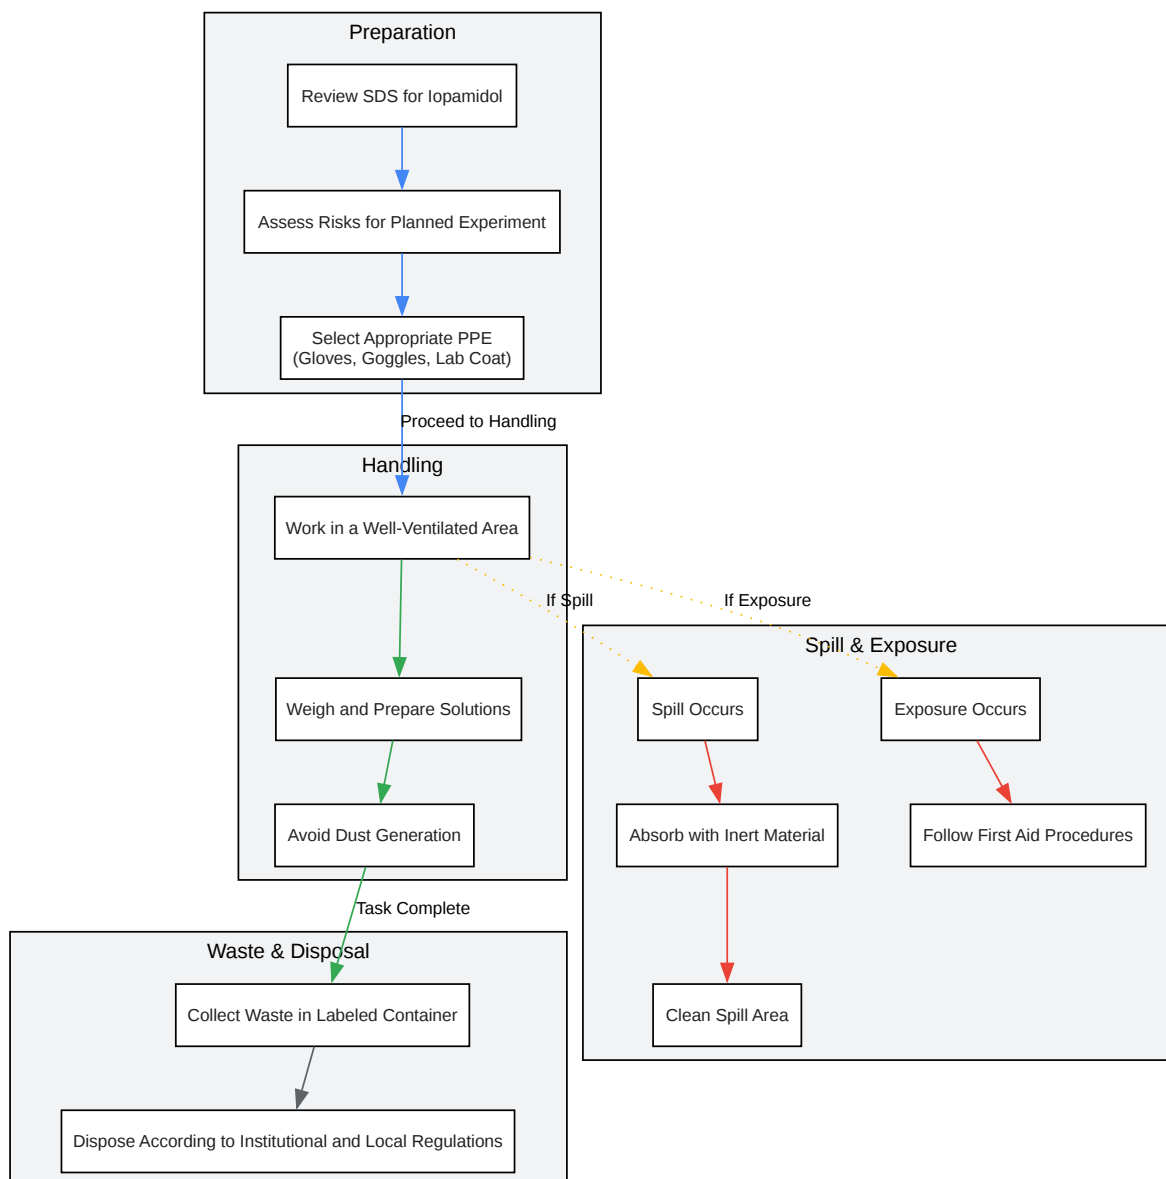 Preparation
Review SDS for Iopamidol
Assess Risks for Planned Experiment
Select Appropriate PPE
(Gloves, Goggles, Lab Coat)
Proceed to Handling
Handling
Work in a Well-Ventilated Area
If Spill
If Exposure
Spill & Exposure
Weigh and Prepare Solutions
Spill Occurs
Exposure Occurs
Avoid Dust Generation
Absorb with Inert Material
Follow First Aid Procedures
Task Complete
Waste & Disposal
Collect Waste in Labeled Container
Clean Spill Area
Dispose According to Institutional and Local Regulations